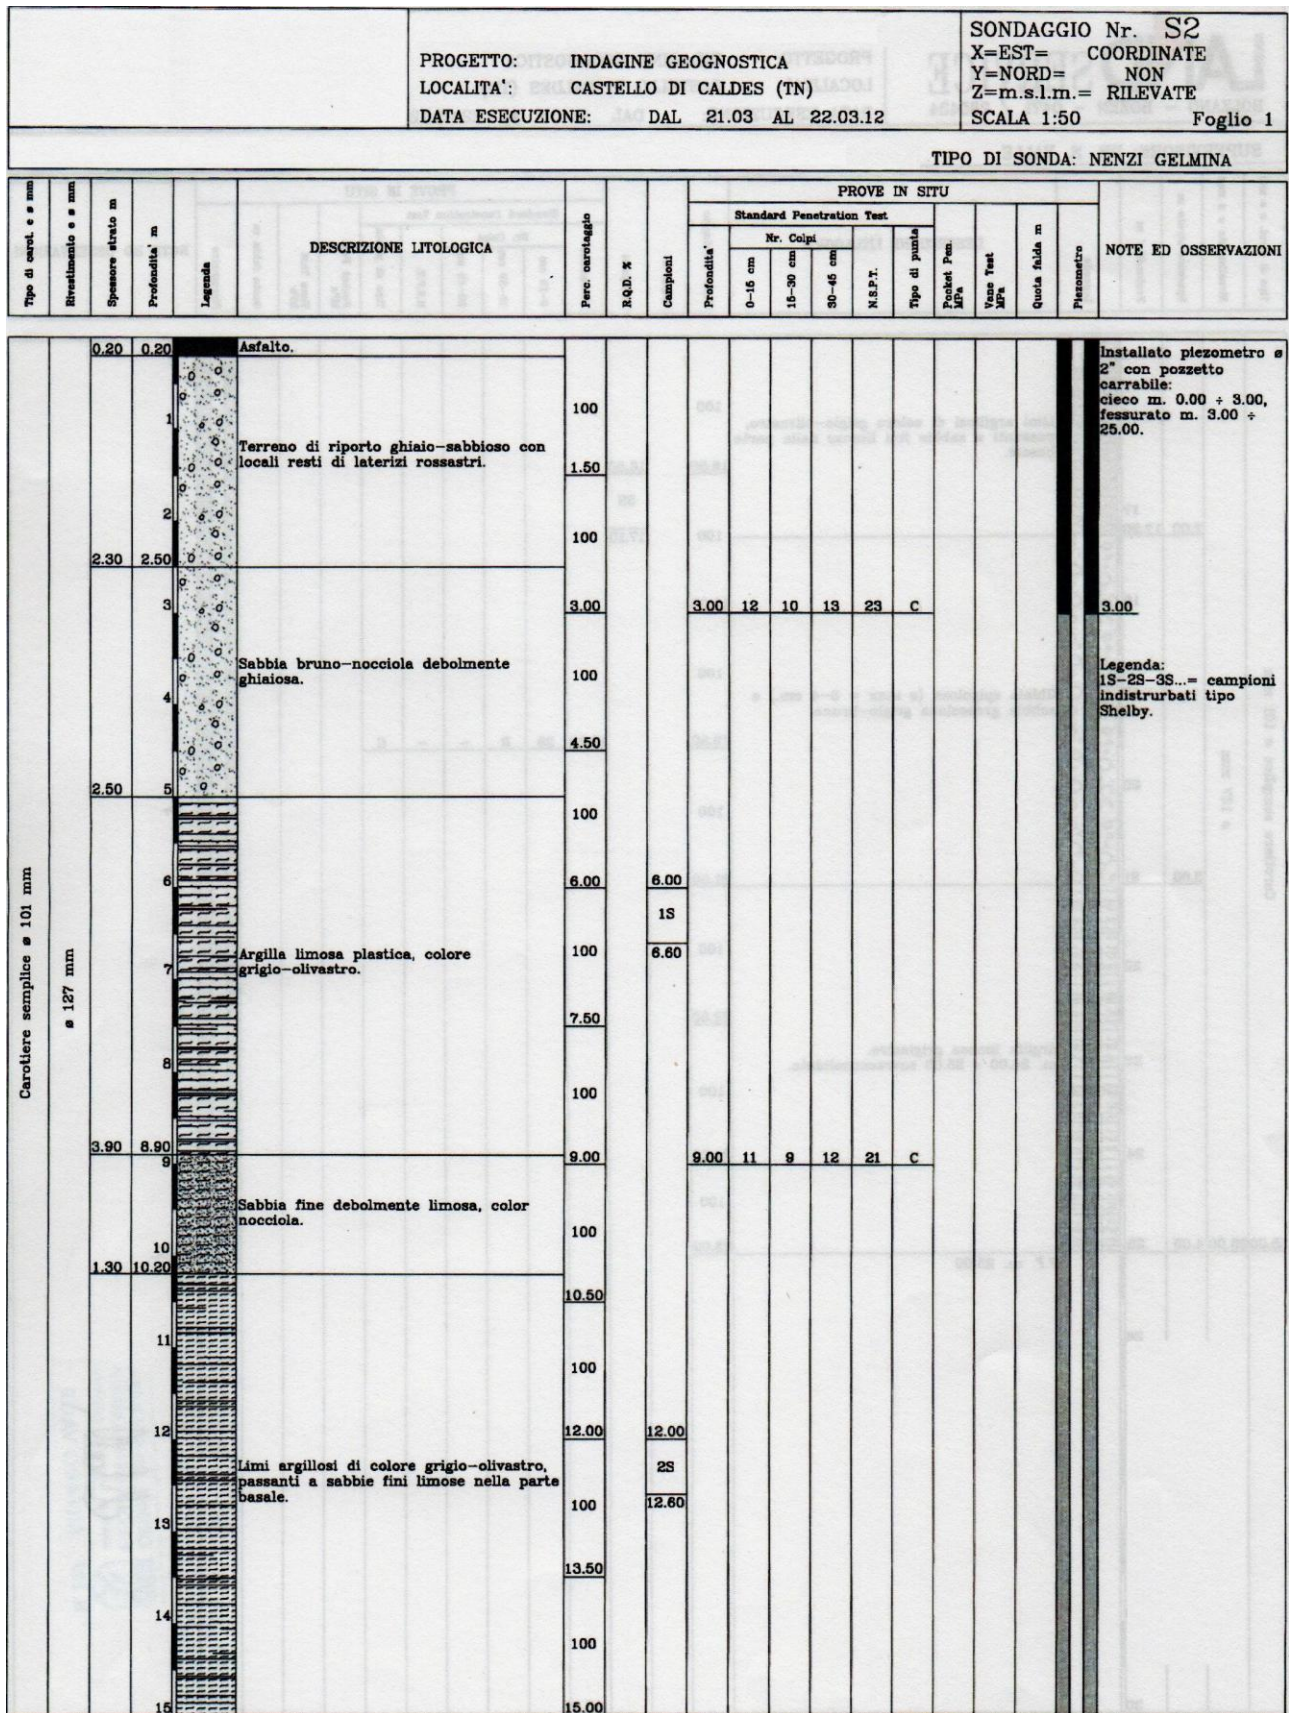 SONDAGGIO Nr. S2
X=EST= COORDINATE
Y=NORD= NON
Z=m.s.l.m.= RILEVATE
SCALA 1:50 Foglio 1
PROGETTO: INDAGINE GEOGNOSTICA
LOCALITA': CASTELLO DI CALDES (TN)
DATA ESECUZIONE: DAL 21.03 AL 22.03.12
TIPO DI SONDA: NENZI GELMINA
Tipo di carot. e ø mm
Rivestimento e ø mm
Spessore strato m
Profondita' m
Legenda
DESCRIZIONE LITOLOGICA
Perc. carotaggio
R.Q.D. %
Campioni
PROVE IN SITU
Standard Penetration Test
Profondita'
Nr. Colpi
0-15 cm
15-30 cm
30-45 cm
N.S.P.T.
Tipo di punta
Pocket Pen MPa
Vane Test MPa
Quota falda m
Piezometro
NOTE ED OSSERVAZIONI
Carotiere semplice ø 101 mm
ø 127 mm
0.20 0.20 Asfalto.
Installato piezometro ø
2" con pozzetto
carrabile:
cieco m. 0.00 ÷ 3.00,
fessurato m. 3.00 ÷
25.00.
100
1
Terreno di riporto ghiaio-sabbioso con
locali resti di laterizi rossastri.
1.50
2
100
2.30 2.50
3 3.00 3.00 12 10 13 23 C 3.00
Sabbia bruno-nocciola debolmente
ghiaiosa.
100
Legenda:
1S-2S-3S...= campioni
indistrurbati tipo
Shelby.
4
4.50
2.50 5
100
6 6.00 6.00
1S
Argilla limosa plastica, colore
grigio-olivastro.
100 6.60
7
7.50
8
100
3.90 8.90
9 9.00 9.00 11 9 12 21 C
Sabbia fine debolmente limosa, color
nocciola.
100
10
1.30 10.20
10.50
11
100
12 12.00 12.00
Limi argillosi di colore grigio-olivastro,
passanti a sabbie fini limose nella parte
basale.
2S
100 12.60
13
13.50
14
100
15 15.00